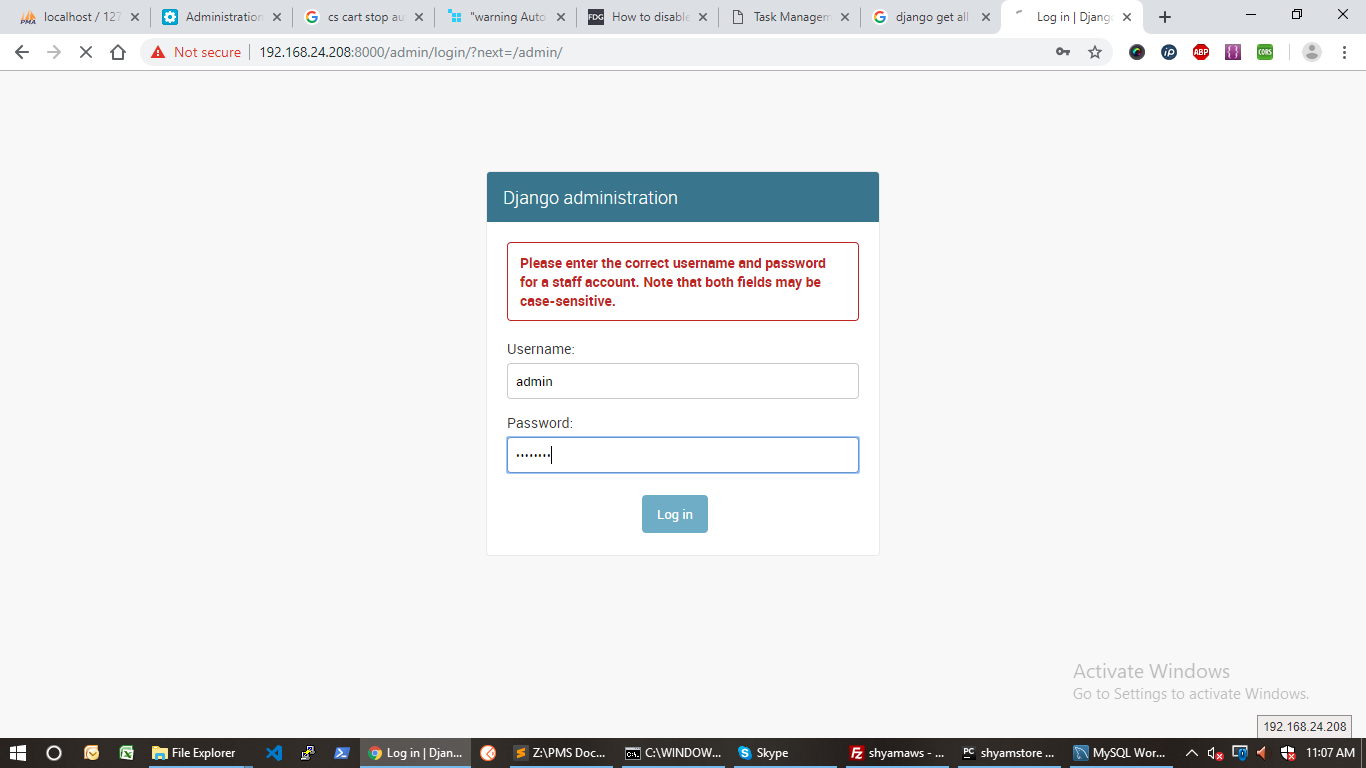 localhost / 127
Administration
cs cart stop au
"warning Auto
FDG
How to disable
Task Managem
django get all
Log in | Djang
Not secure
192.168.24.208:8000/admin/login/?next=/admin/
ABP
CORS
Django administration
Please enter the correct username and password
for a staff account. Note that both fields may be
case-sensitive.
Username:
admin
Password:
••••••••
Log in
Activate Windows
Go to Settings to activate Windows.
192.168.24.208
File Explorer
Log in | Djan...
Z:\PMS Doc...
C:\WINDOW...
Skype
shyamaws - ...
shyamstore ...
MySQL Wor...
11:07 AM